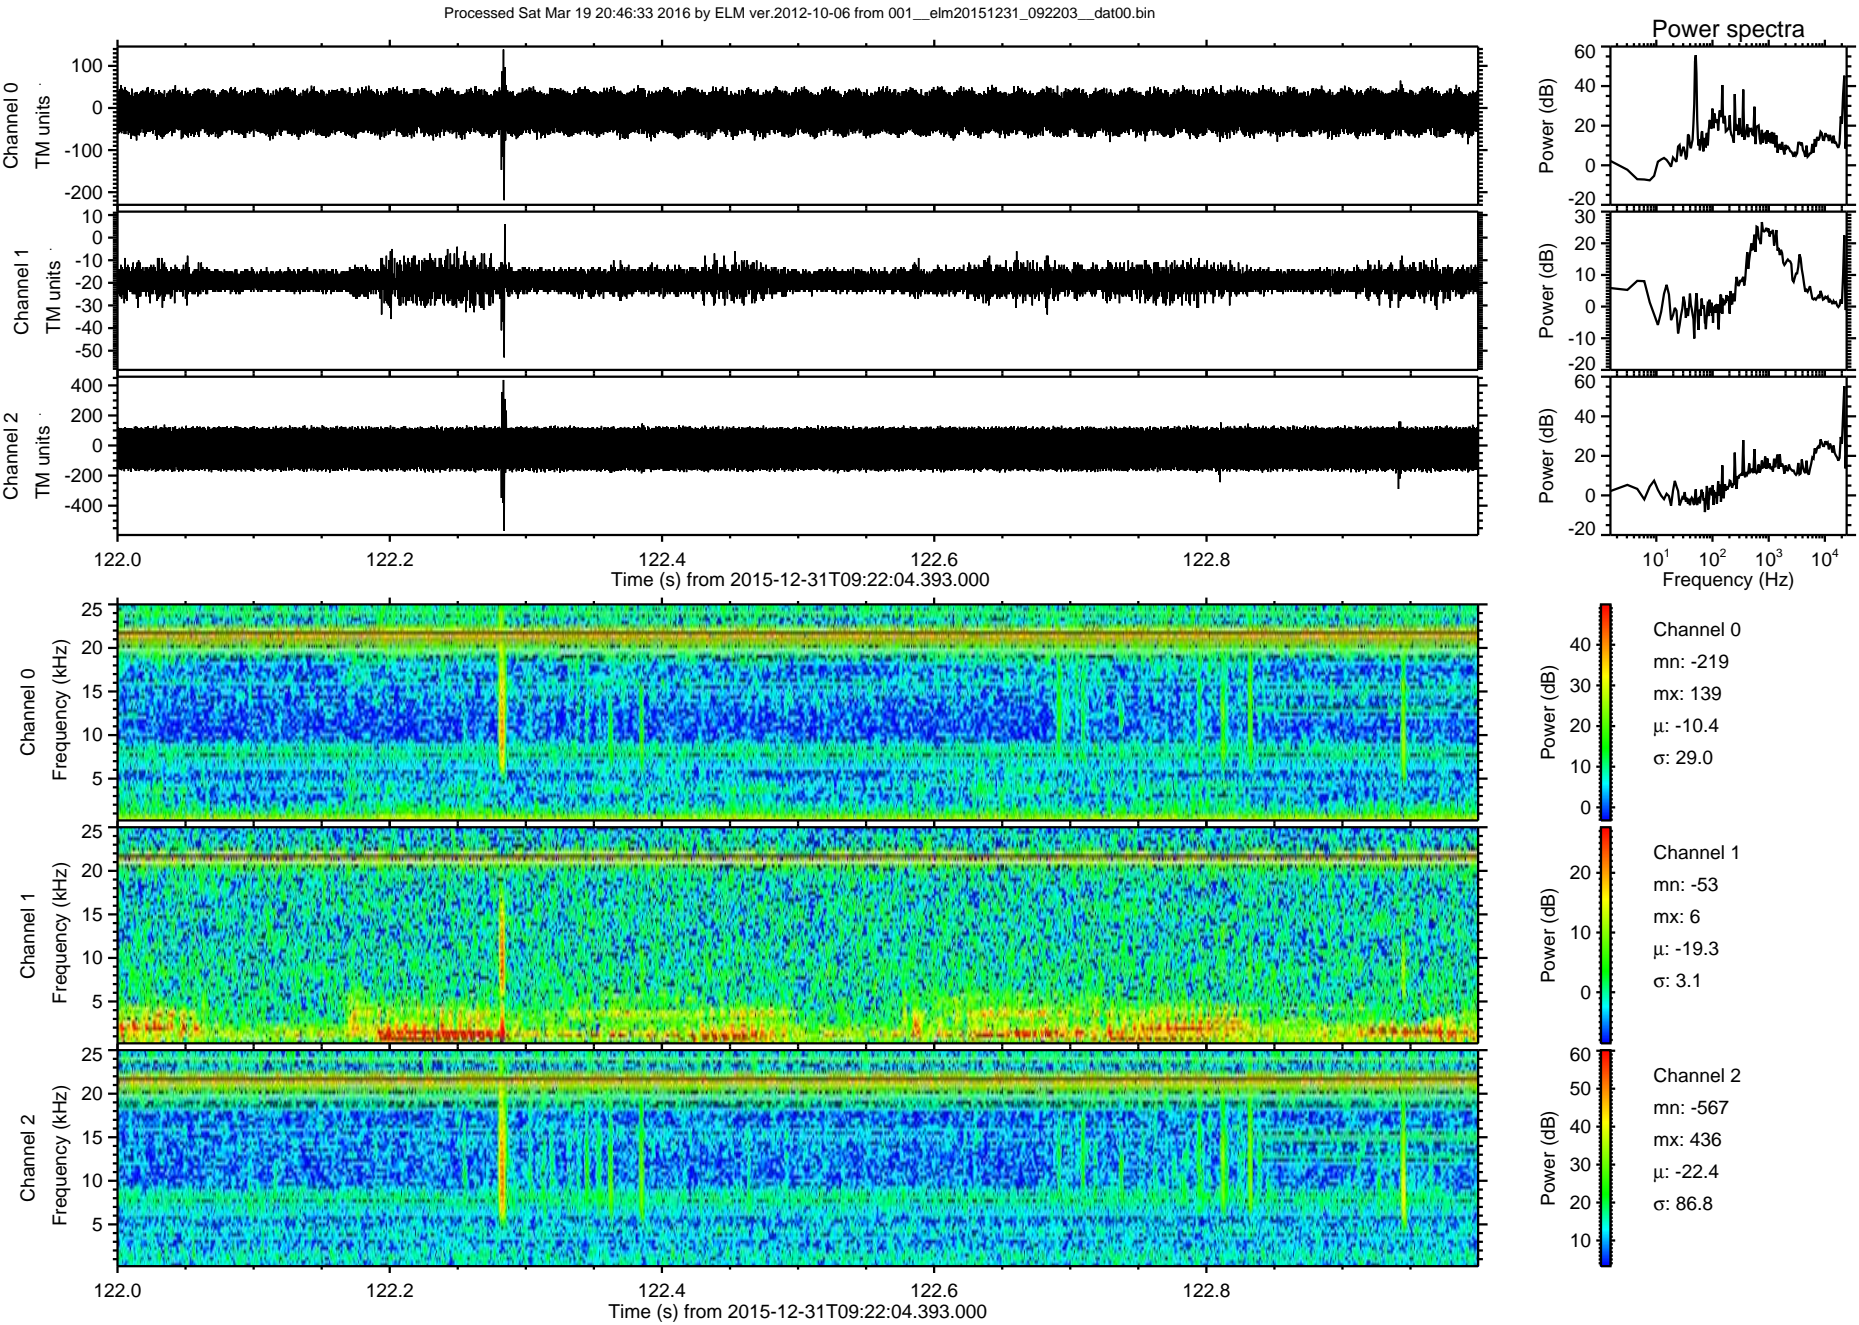 Processed Sat Mar 19 20:46:33 2016 by ELM ver.2012-10-06 from 001__elm20151231_092203__dat00.bin
Power spectra
Channel 0
TM units
100
0
-100
-200
Power (dB)
60
40
20
0
-20
Channel 1
TM units
10
0
-10
-20
-30
-40
-50
Power (dB)
30
20
10
0
-10
-20
Channel 2
TM units
400
200
0
-200
-400
Power (dB)
60
40
20
0
-20
122.0 122.2 122.4 122.6 122.8
Time (s) from 2015-12-31T09:22:04.393.000
10^1 10^2 10^3 10^4
Frequency (Hz)
Channel 0
Frequency (kHz)
25
20
15
10
5
Power (dB)
40
30
20
10
0
Channel 0
mn: -219
mx: 139
μ: -10.4
σ: 29.0
Channel 1
Frequency (kHz)
25
20
15
10
5
Power (dB)
20
10
0
Channel 1
mn: -53
mx: 6
μ: -19.3
σ: 3.1
Channel 2
Frequency (kHz)
25
20
15
10
5
Power (dB)
60
50
40
30
20
10
Channel 2
mn: -567
mx: 436
μ: -22.4
σ: 86.8
122.0 122.2 122.4 122.6 122.8
Time (s) from 2015-12-31T09:22:04.393.000